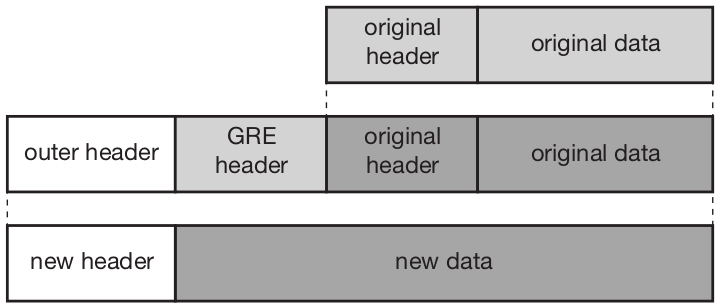 original
header
original data
outer header
GRE
header
original
header
original data
new header
new data